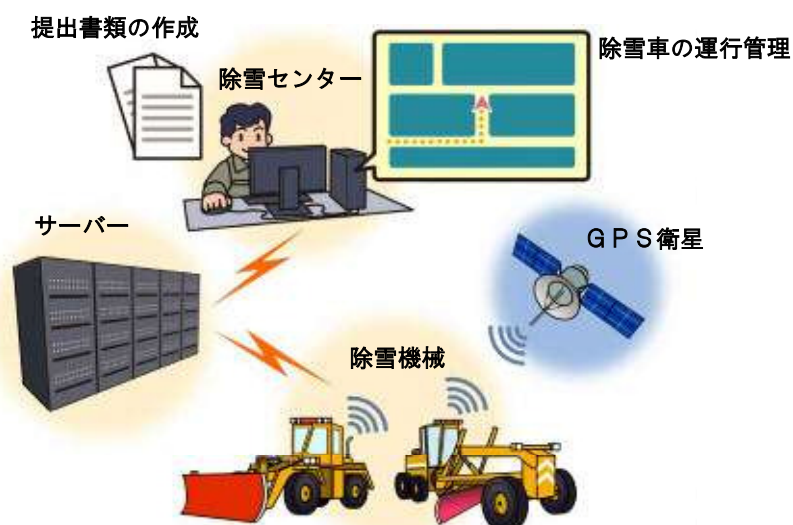 提出書類の作成
除雪センター
除雪車の運行管理
サーバー
ＧＰＳ衛星
除雪機械